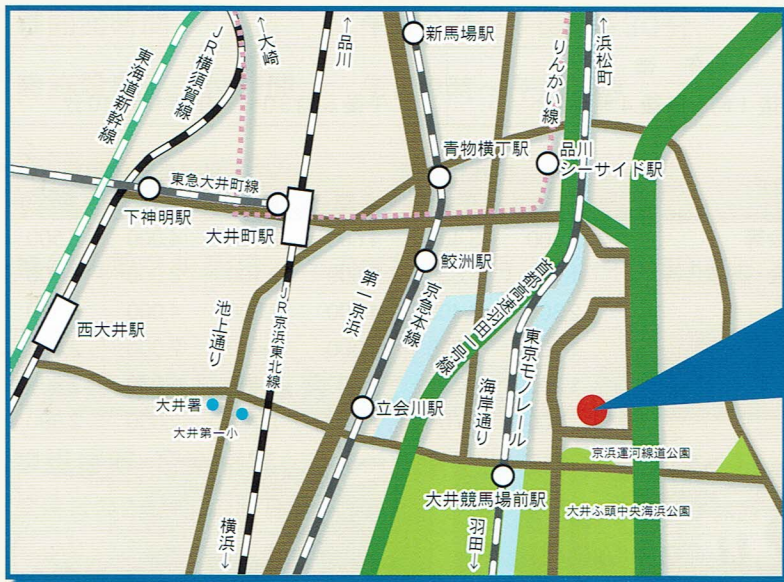 東海道新幹線
JR横須賀線
←大崎
←品川
新馬場駅
りんかい線
←浜松町
青物横丁駅
品川
シーサイド駅
東急大井町線
下神明駅
大井町駅
鮫洲駅
第一京浜
京急本線
首都高速羽田一号線
西大井駅
池上通り
JR京浜東北線
東京モノレール
海岸通り
大井署
大井第一小
立会川駅
京浜運河緑道公園
大井競馬場前駅
大井ふ頭中央海浜公園
横浜→
羽田→